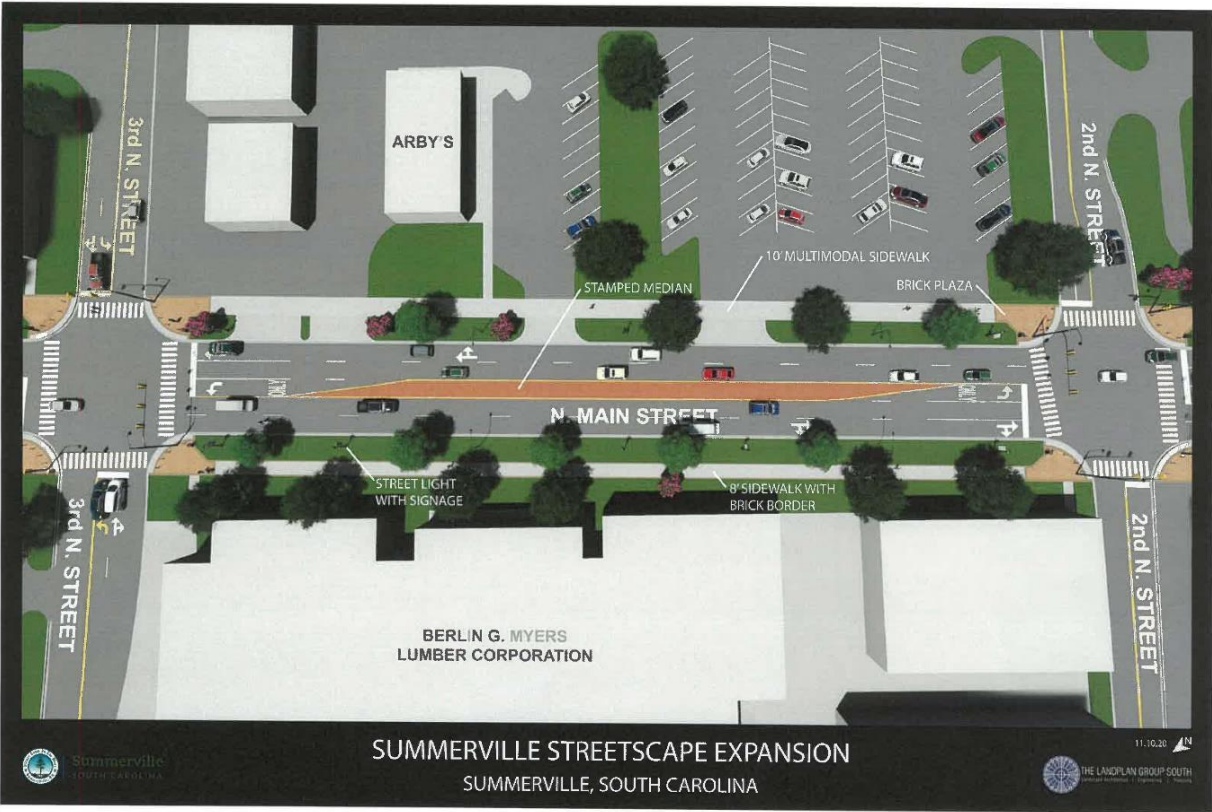 3rd N. STREET
ARBY'S
2nd N. STREET
10' MULTIMODAL SIDEWALK
STAMPED MEDIAN
BRICK PLAZA
ONLY
ONLY
N. MAIN STREET
STREET LIGHT
WITH SIGNAGE
8' SIDEWALK WITH
BRICK BORDER
3rd N. STREET
2nd N. STREET
BERLIN G. MYERS
LUMBER CORPORATION
SUMMERVILLE STREETSCAPE EXPANSION
SUMMERVILLE, SOUTH CAROLINA
Summerville
SOUTH CAROLINA
11.10.20
N
THE LANDPLAN GROUP SOUTH